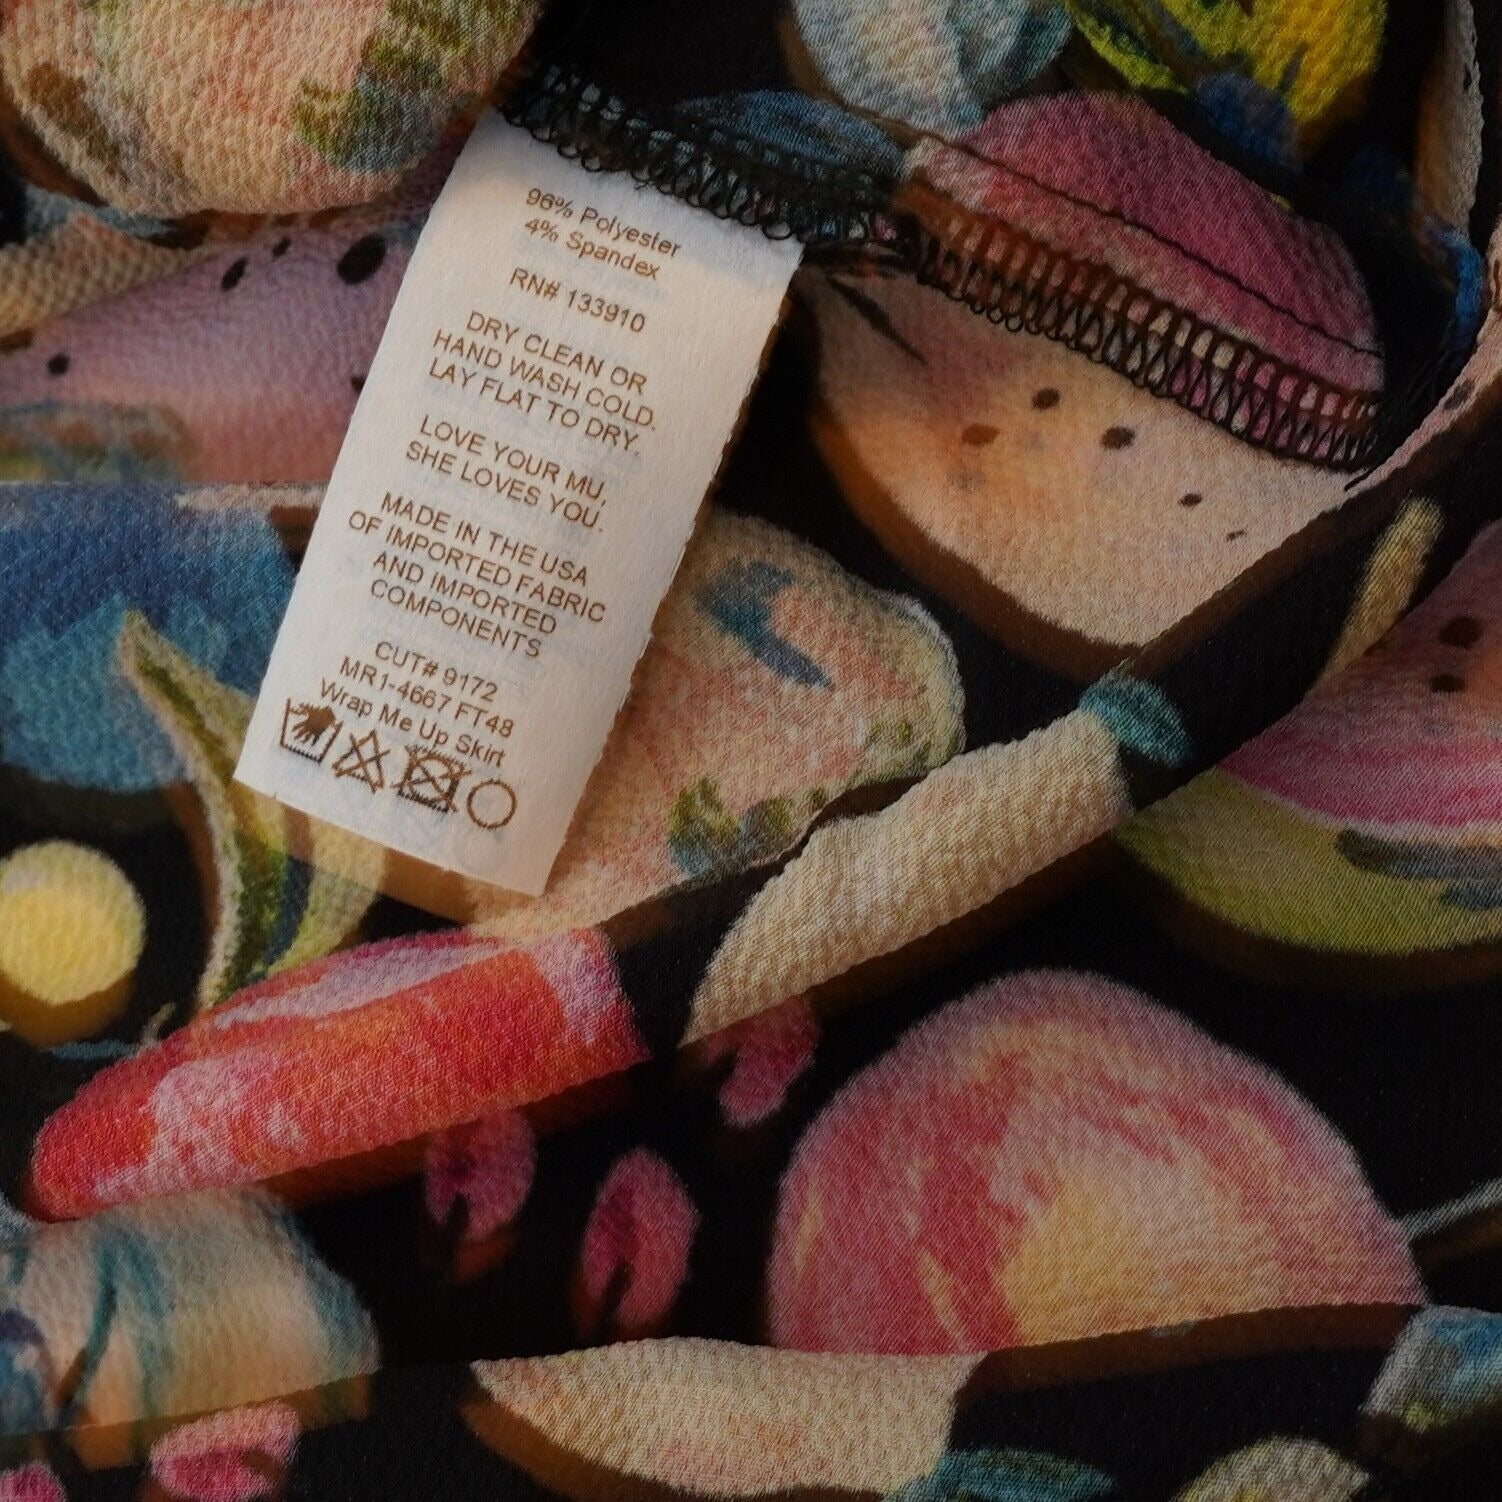 96% Polyester
4% Spandex
RN# 133910
DRY CLEAN OR
HAND WASH COLD.
LAY FLAT TO DRY.
LOVE YOUR MU,
SHE LOVES YOU.
MADE IN THE USA
OF IMPORTED FABRIC
AND IMPORTED
COMPONENTS
CUT# 9172
MR1-4667 FT48
Wrap Me Up Skirt